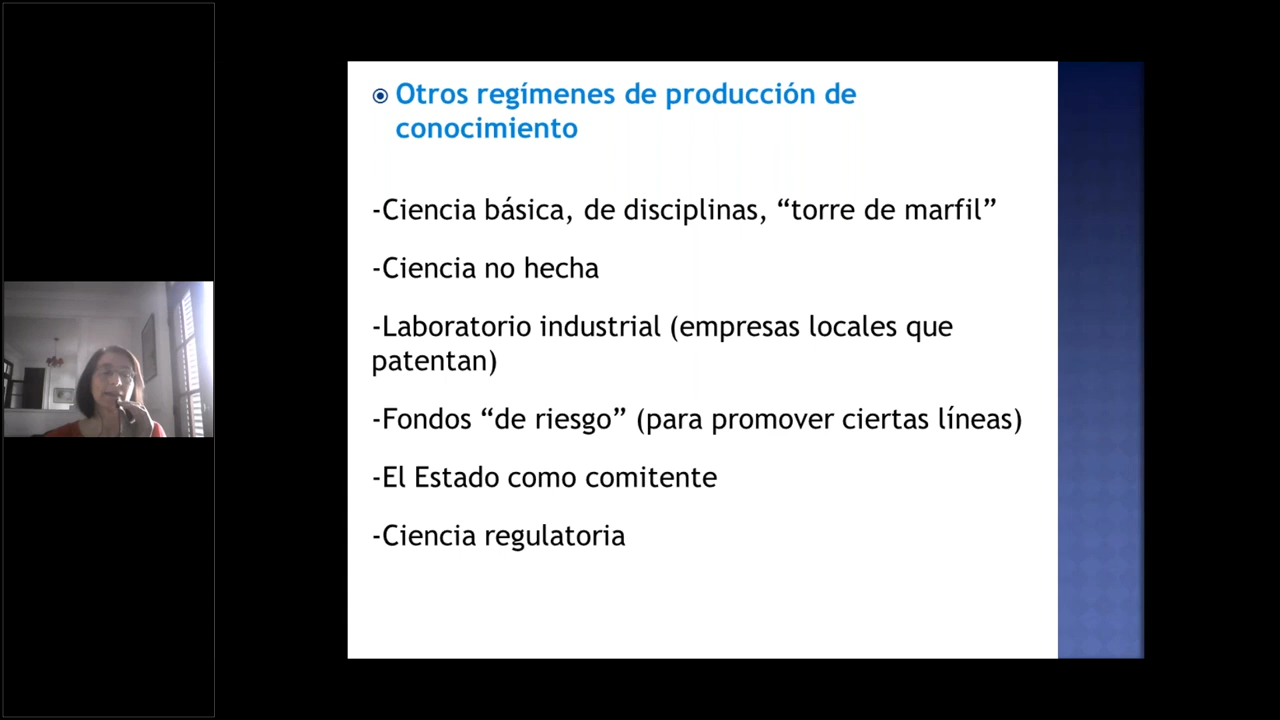 Otros regímenes de producción de
conocimiento
-Ciencia básica, de disciplinas, “torre de marfil”
-Ciencia no hecha
-Laboratorio industrial (empresas locales que
patentan)
-Fondos “de riesgo” (para promover ciertas líneas)
-El Estado como comitente
-Ciencia regulatoria